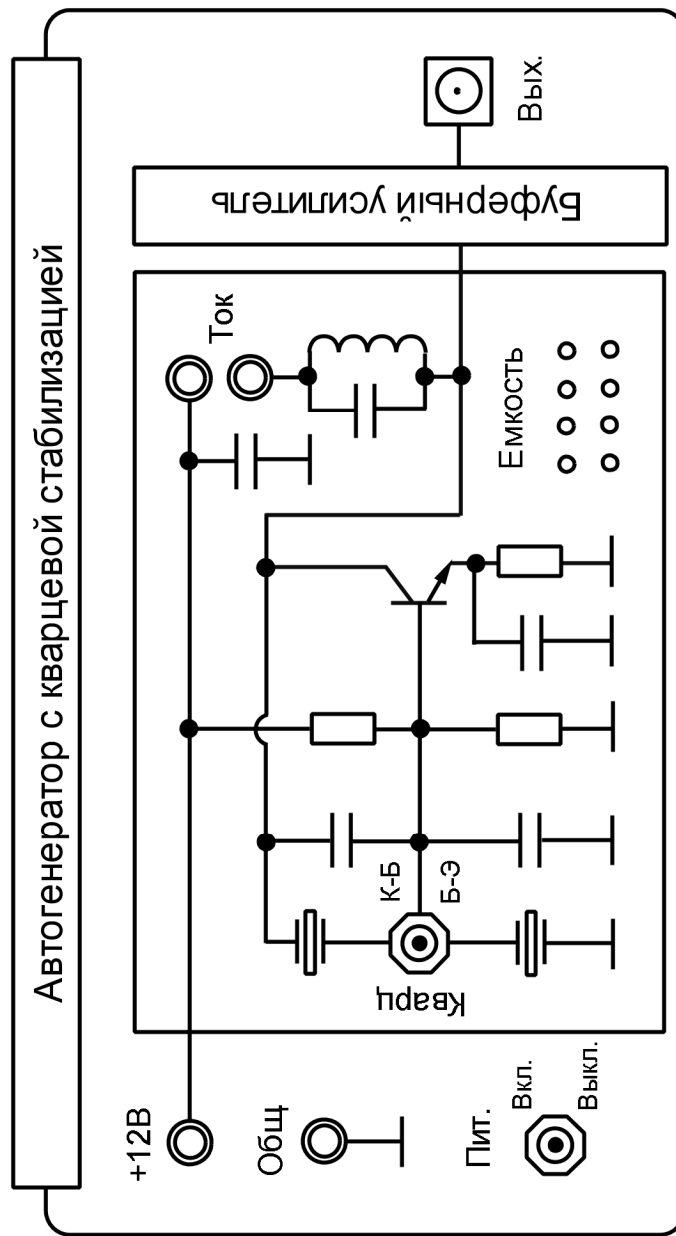 Автогенератор с кварцевой стабилизацией
+12В
Общ
Пит.
Вкл.
Выкл.
Кварц
К-Б
Б-Э
Ток
Емкость
Буферный усилитель
Вых.